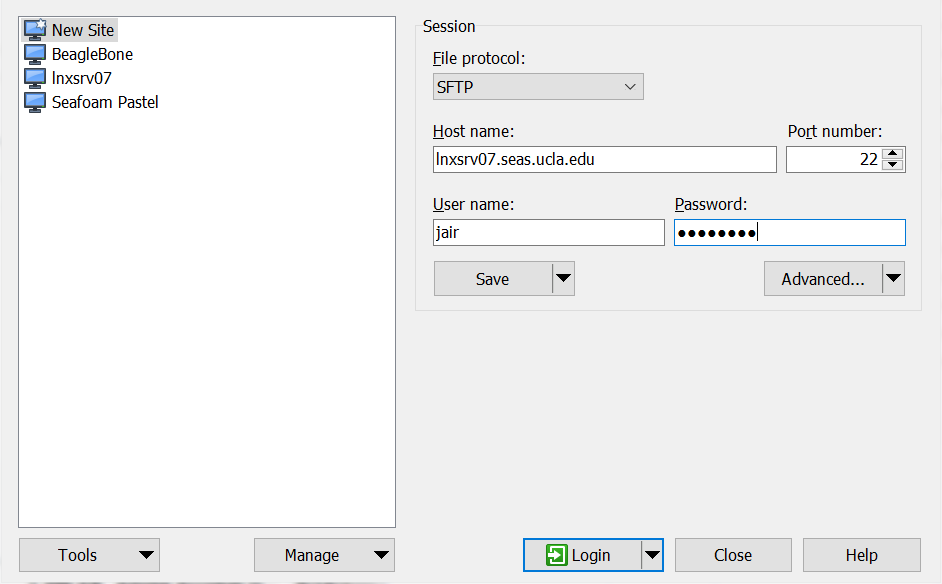 New Site
BeagleBone
lnxsrv07
Seafoam Pastel
Session
File protocol:
SFTP
Host name:
Port number:
lnxsrv07.seas.ucla.edu
22
User name:
Password:
jair
●●●●●●●●
Save
Advanced...
Tools
Manage
Login
Close
Help